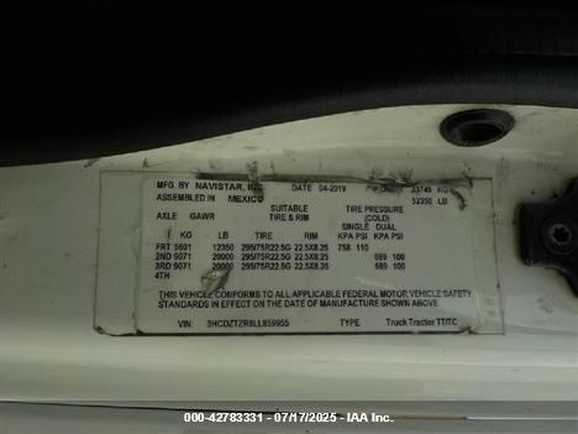 MFG. BY NAVISTAR, INC. DATE 04-2019 23745 KG
ASSEMBLED IN MEXICO 52350 LB
SUITABLE TIRE PRESSURE
AXLE GAWR TIRE & RIM (COLD)
SINGLE DUAL
KG LB TIRE RIM KPA PSI KPA PSI
FRT 5601 12350 295/75R22.5G 22.5X8.25 758 110
2ND 9071 20000 295/75R22.5G 22.5X8.25 689 100
3RD 9071 20000 295/75R22.5G 22.5X8.25 689 100
4TH
THIS VEHICLE CONFORMS TO ALL APPLICABLE FEDERAL MOTOR VEHICLE SAFETY
STANDARDS IN EFFECT ON THE DATE OF MANUFACTURE SHOWN ABOVE
VIN: TYPE Truck Tractor TT/TC
000-42783331 - 07/17/2025 - IAA Inc.